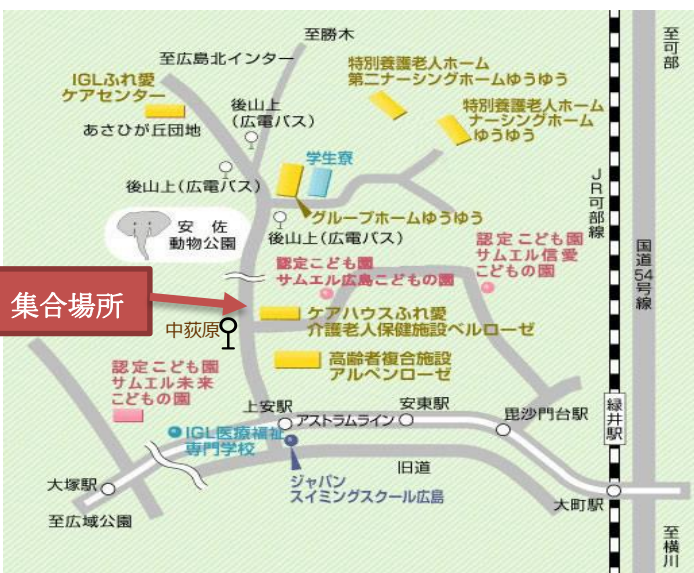 至勝木
至広島北インター
至可部
IGLふれ愛
ケアセンター
あさひが丘団地
後山上
(広電バス)
特別養護老人ホーム
第二ナーシングホームゆうゆう
特別養護老人ホーム
ナーシングホーム
ゆうゆう
後山上(広電バス)
学生寮
グループホームゆうゆう
安佐
動物公園
後山上(広電バス)
JR可部線
国道54号線
認定こども園
サムエル広島こどもの園
認定こども園
サムエル信愛
こどもの園
集合場所
中荻原
ケアハウスふれ愛
介護老人保健施設ベルローゼ
高齢者複合施設
アルペンローゼ
認定こども園
サムエル未来
こどもの園
上安駅
アストラムライン
安東駅
毘沙門台駅
緑井駅
IGL医療福祉
専門学校
旧道
ジャパン
スイミングスクール広島
大塚駅
至広域公園
大町駅
至横川